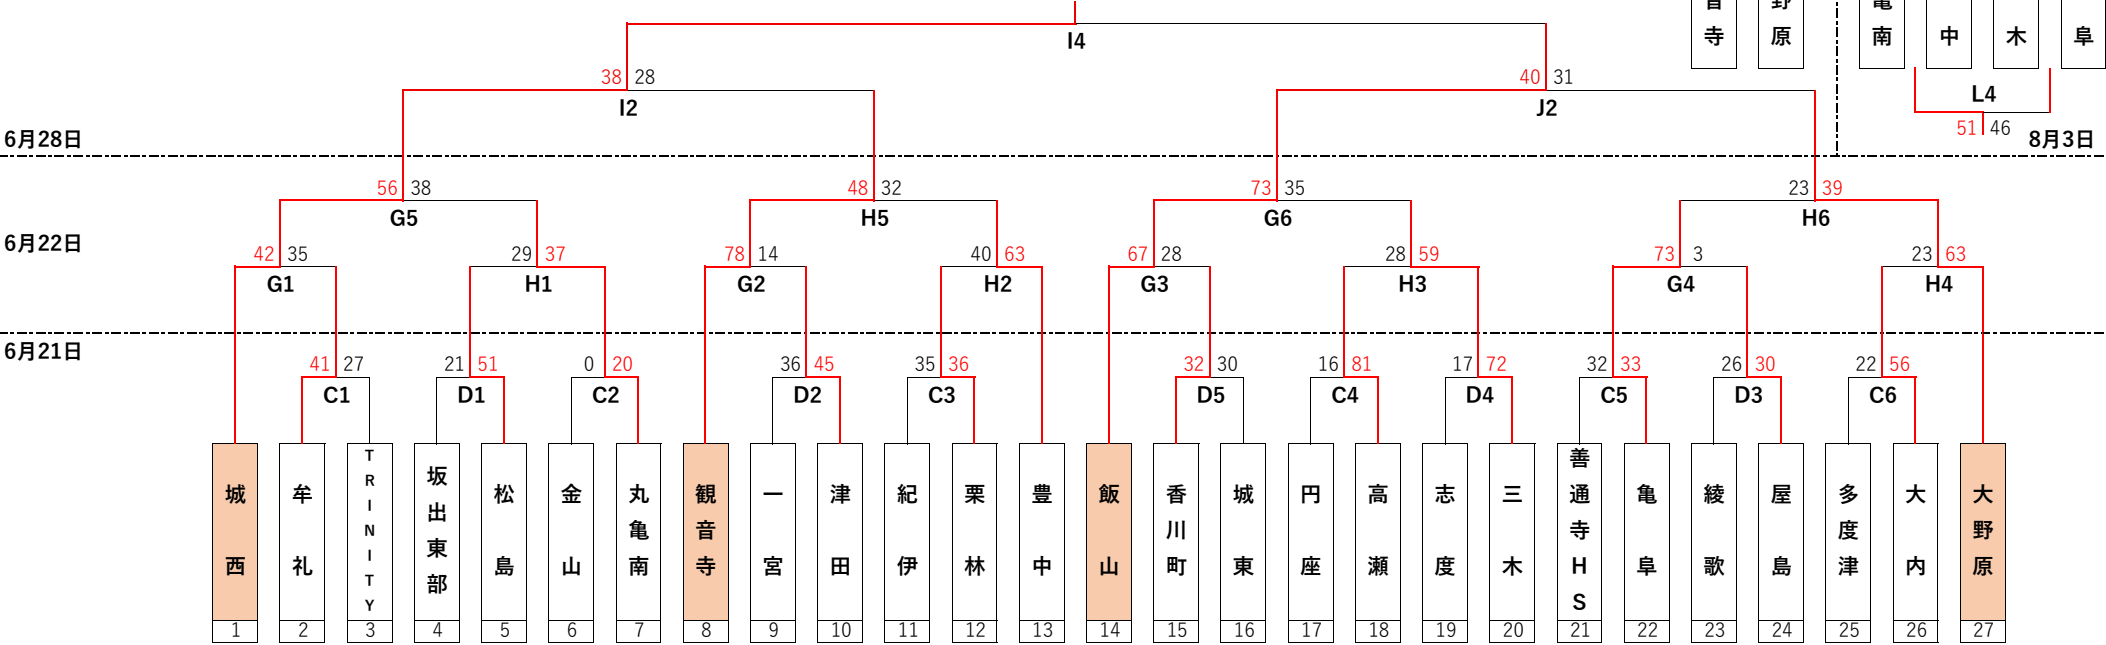 寺 原 南 中 木 阜
I4
38 28 40 31
I2 J2 L4
51 46
6月28日 8月3日
56 38 48 32 73 35 23 39
G5 H5 G6 H6
6月22日
42 35 29 37 78 14 40 63 67 28 28 59 73 3 23 63
G1 H1 G2 H2 G3 H3 G4 H4
6月21日
41 27 21 51 0 20 36 45 35 36 32 30 16 81 17 72 32 33 26 30 22 56
C1 D1 C2 D2 C3 D5 C4 D4 C5 D3 C6
城西
牟礼
TRINITY
坂出東部
松島
金山
丸亀南
観音寺
一宮
津田
紀伊
栗林
豊中
飯山
香川町
城東
円座
高瀬
志度
三木
善通寺HS
亀阜
綾歌
屋島
多度津
大内
大野原
1 2 3 4 5 6 7 8 9 10 11 12 13 14 15 16 17 18 19 20 21 22 23 24 25 26 27